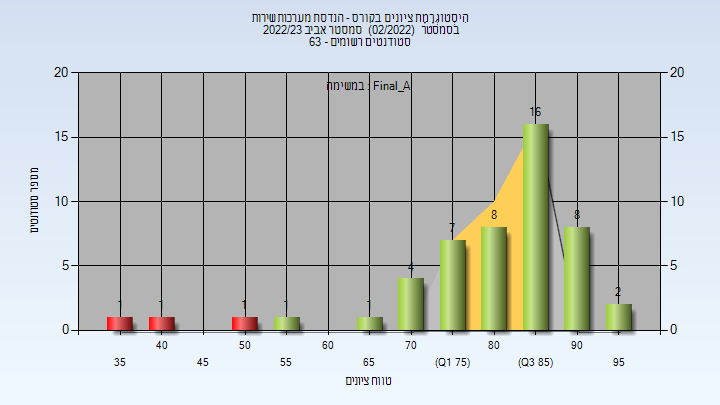 היסטוגרמת ציונים בקורס - הנדסת מערכות שירות
בסמסטר (02/2022) סמסטר אביב 2022/23
סטודנטים רשומים - 63
במשימה : Final_A
מספר סטודנטים
20 20
15 15
10 10
5 5
0 0
1 1 1 1 1 4 7 8 16 8 2
40 50 60 70 80 90
35 45 55 65 (Q1 75) (Q3 85) 95
טווח ציונים